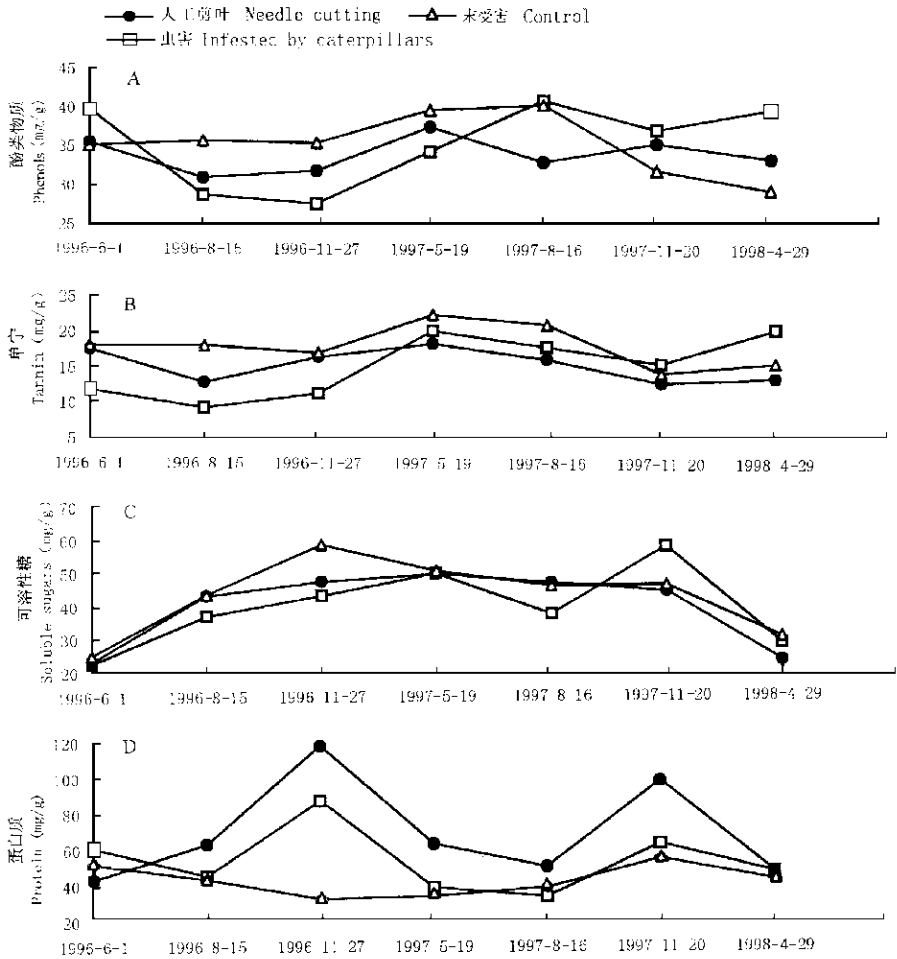 人工剪叶 Needle cutting 未受害 Control
虫害 Infested by caterpillars
A
酚类物质
Phenols (mg/g)
45
40
35
30
25
1996-6-1 1996-8-15 1996-11-27 1997-5-19 1997-8-16 1997-11-20 1998-4-29
B
单宁
Tannin (mg/g)
25
20
15
10
5
1996-6-1 1996-8-15 1996-11-27 1997-5-19 1997-8-16 1997-11-20 1998-4-29
C
可溶性糖
Soluble sugars (mg/g)
70
60
50
40
30
20
1996-6-1 1996-8-15 1996-11-27 1997-5-19 1997-8-16 1997-11-20 1998-4-29
D
蛋白质
Protein (mg/g)
120
100
80
60
40
20
1996-6-1 1996-8-15 1996-11-27 1997-5-19 1997-8-16 1997-11-20 1998-4-29